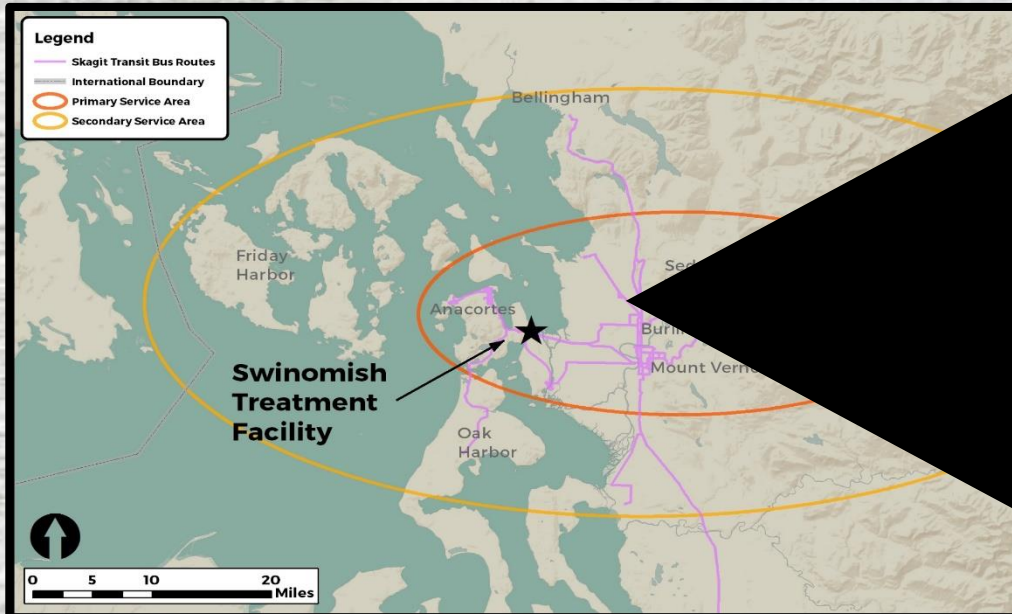 Legend
Skagit Transit Bus Routes
International Boundary
Primary Service Area
Secondary Service Area
Bellingham
Friday
Harbor
Anacortes
Mount
Swinomish
Treatment
Facility
Oak
Harbor
0 5 10 20
Miles